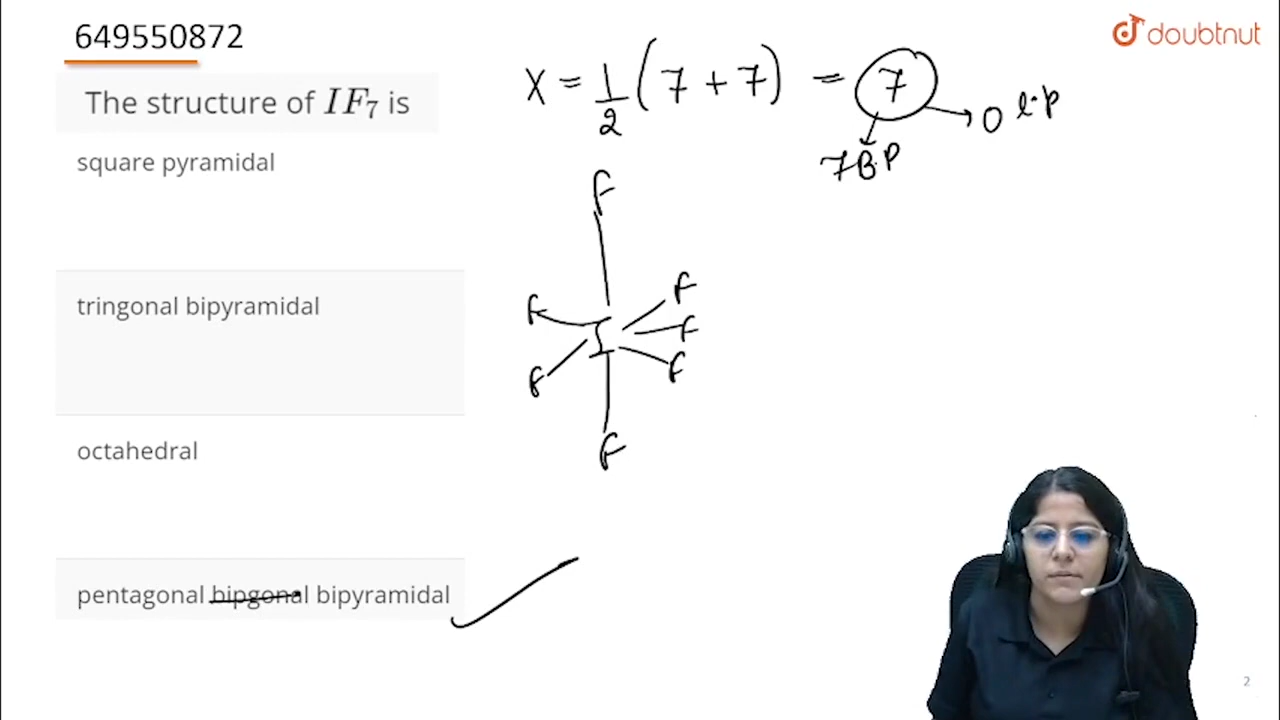 649550872
doubtnut
The structure of IF₇ is
X = 1/2 (7 + 7) = 7
7 B.P
0 l.p
square pyramidal
F
F F
I F
F F
F
tringonal bipyramidal
octahedral
pentagonal bipgonal bipyramidal
2